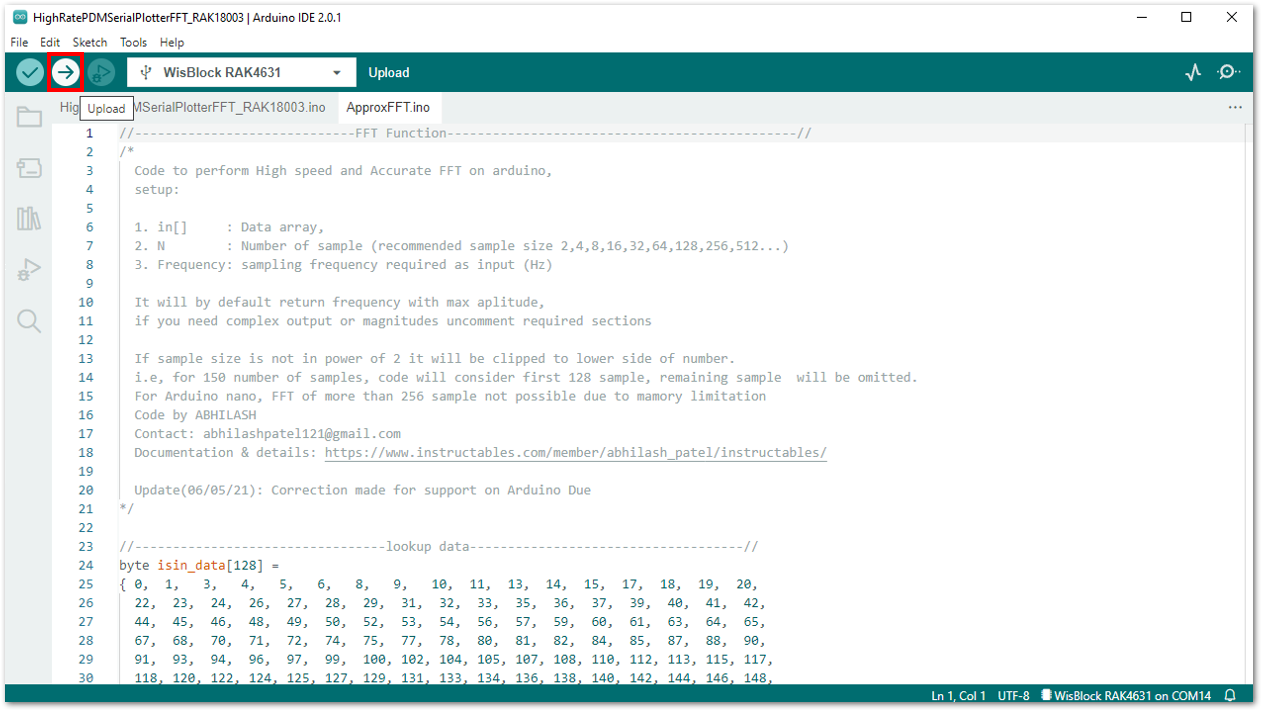 HighRatePDMSerialPlotterFFT_RAK18003 | Arduino IDE 2.0.1
File Edit Sketch Tools Help
WisBlock RAK4631 Upload
Hig MSerialPlotterFFT_RAK18003.ino ApproxFFT.ino
Upload
1 //-----------------------------FFT Function----------------------------------------------//
2 /*
3 Code to perform High speed and Accurate FFT on arduino,
4 setup:
5
6 1. in[]     : Data array,
7 2. N        : Number of sample (recommended sample size 2,4,8,16,32,64,128,256,512...)
8 3. Frequency: sampling frequency required as input (Hz)
9
10 It will by default return frequency with max aplitude,
11 if you need complex output or magnitudes uncomment required sections
12
13 If sample size is not in power of 2 it will be clipped to lower side of number.
14 i.e, for 150 number of samples, code will consider first 128 sample, remaining sample  will be omitted.
15 For Arduino nano, FFT of more than 256 sample not possible due to mamory limitation
16 Code by ABHILASH
17 Contact: abhilashpatel121@gmail.com
18 Documentation & details: https://www.instructables.com/member/abhilash_patel/instructables/
19
20 Update(06/05/21): Correction made for support on Arduino Due
21 */
22
23 //---------------------------------lookup data------------------------------------//
24 byte isin_data[128] =
25 { 0,  1,   3,   4,   5,   6,   8,   9,   10,  11,  13,  14,  15,  17,  18,  19,  20,
26 22,  23,  24,  26,  27,  28,  29,  31,  32,  33,  35,  36,  37,  39,  40,  41,  42,
27 44,  45,  46,  48,  49,  50,  52,  53,  54,  56,  57,  59,  60,  61,  63,  64,  65,
28 67,  68,  70,  71,  72,  74,  75,  77,  78,  80,  81,  82,  84,  85,  87,  88,  90,
29 91,  93,  94,  96,  97,  99,  100, 102, 104, 105, 107, 108, 110, 112, 113, 115, 117,
30 118, 120, 122, 124, 125, 127, 129, 131, 133, 134, 136, 138, 140, 142, 144, 146, 148,
Ln 1, Col 1 UTF-8 WisBlock RAK4631 on COM14